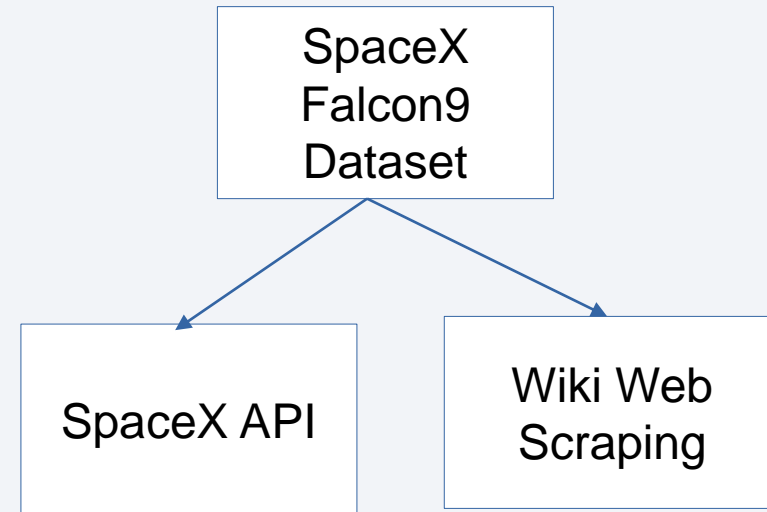 SpaceX
Falcon9
Dataset
SpaceX API
Wiki Web
Scraping